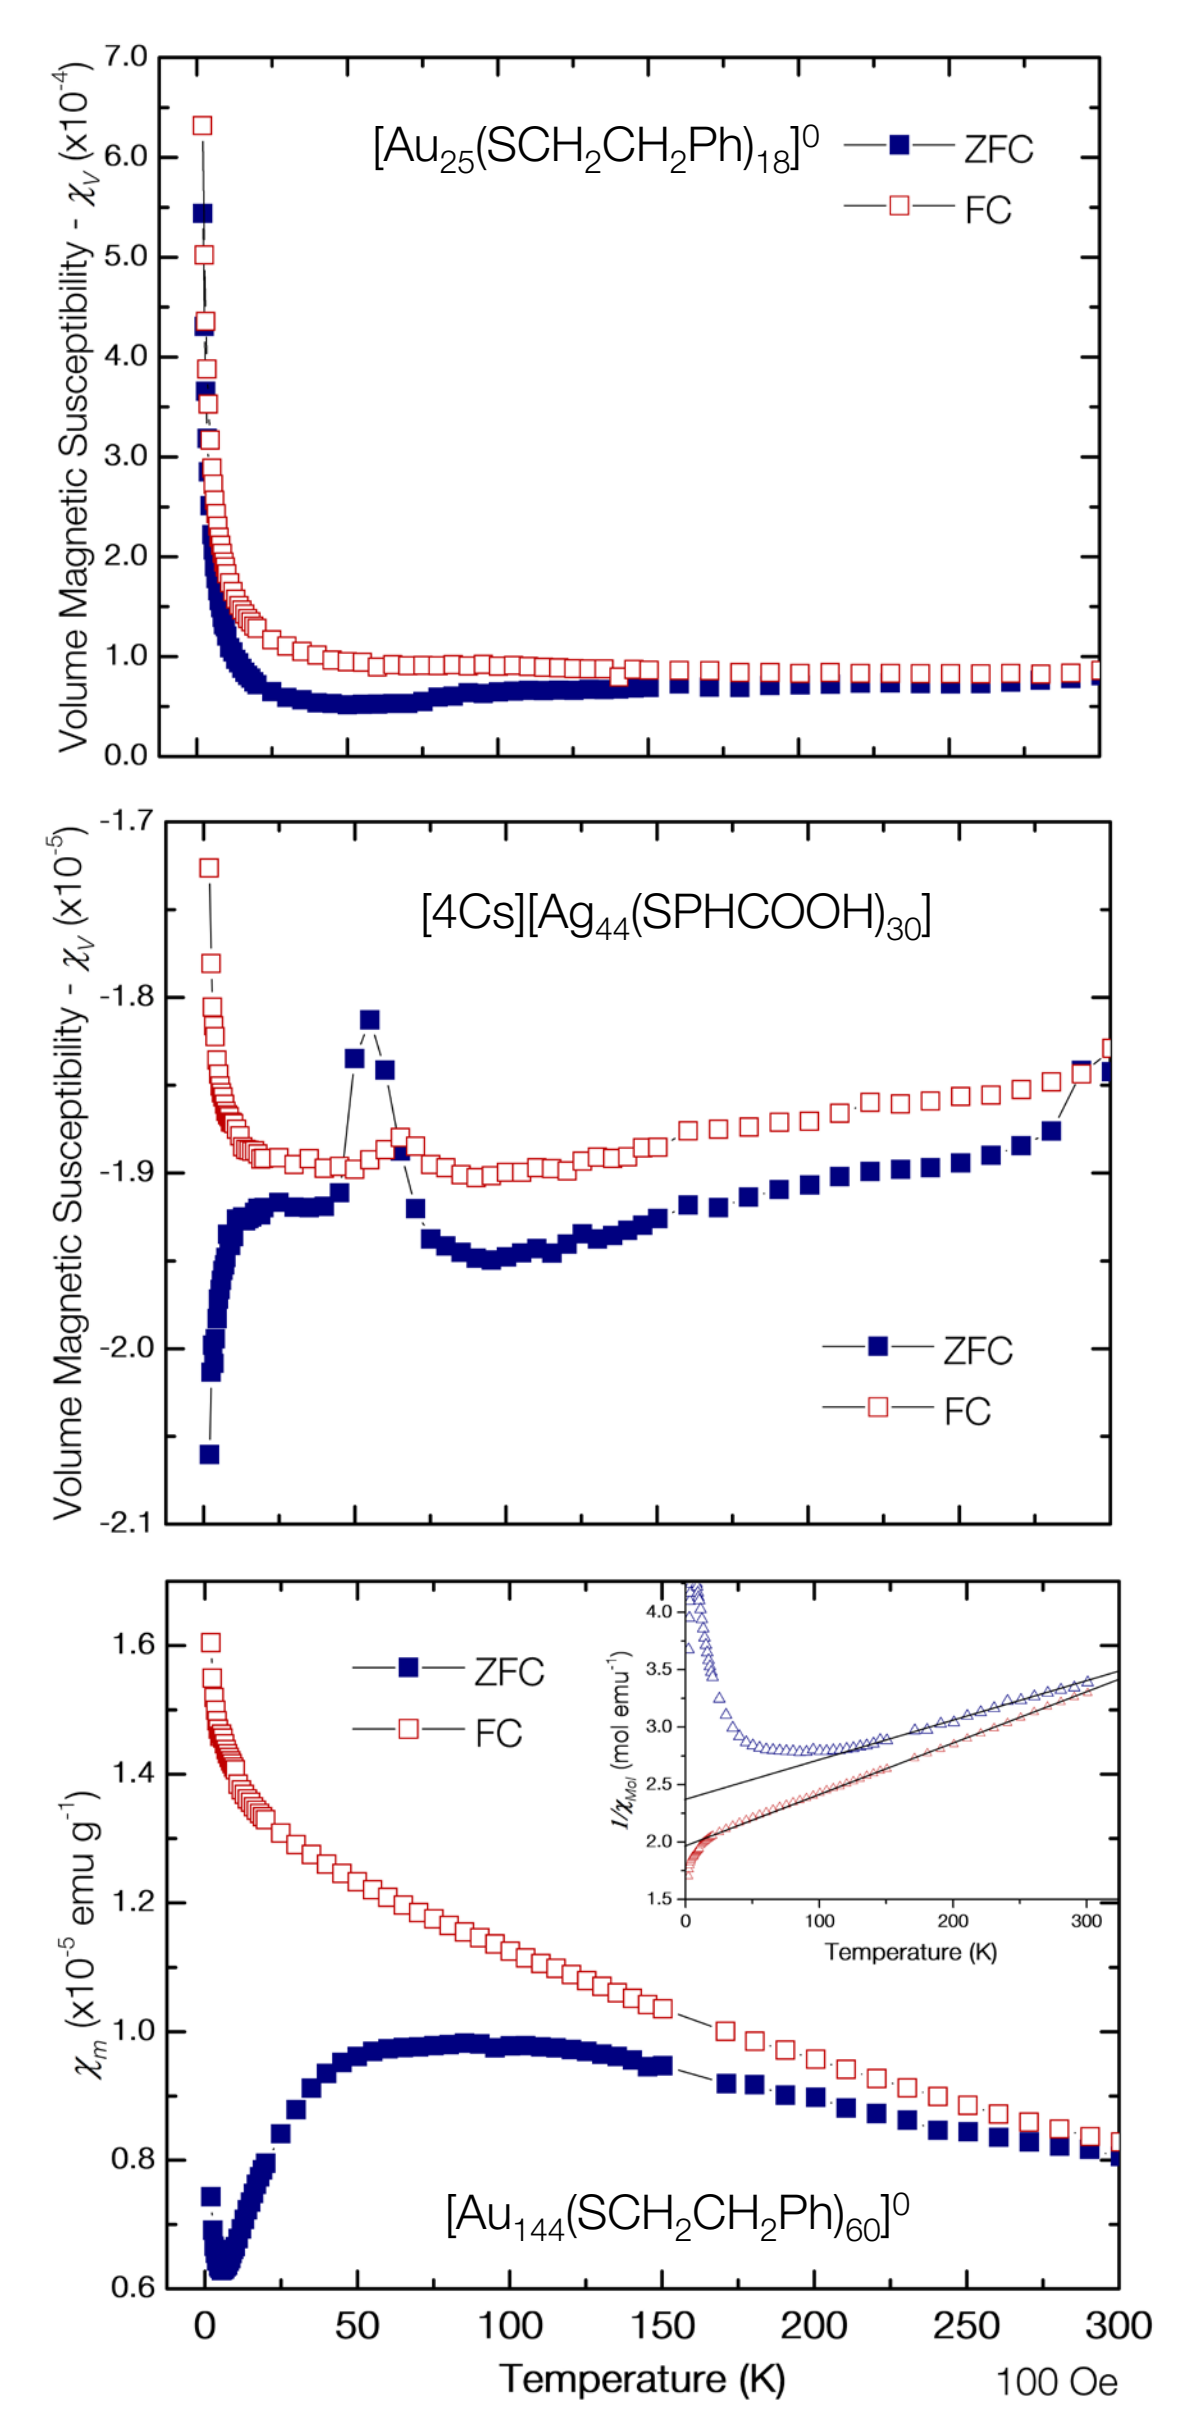 7.0
6.0
5.0
4.0
3.0
2.0
1.0
0.0
Volume Magnetic Susceptibility - χV (x10-4)
[Au25(SCH2CH2Ph)18]0
ZFC
FC
-1.7
-1.8
-1.9
-2.0
-2.1
Volume Magnetic Susceptibility - χV (x10-5)
[4Cs][Ag44(SPHCOOH)30]
ZFC
FC
1.6
1.4
1.2
1.0
0.8
0.6
χm (x10-5 emu g-1)
ZFC
FC
4.0
3.5
3.0
2.5
2.0
1.5
1/χMol (mol emu-1)
0 100 200 300
Temperature (K)
[Au144(SCH2CH2Ph)60]0
0 50 100 150 200 250 300
Temperature (K)
100 Oe